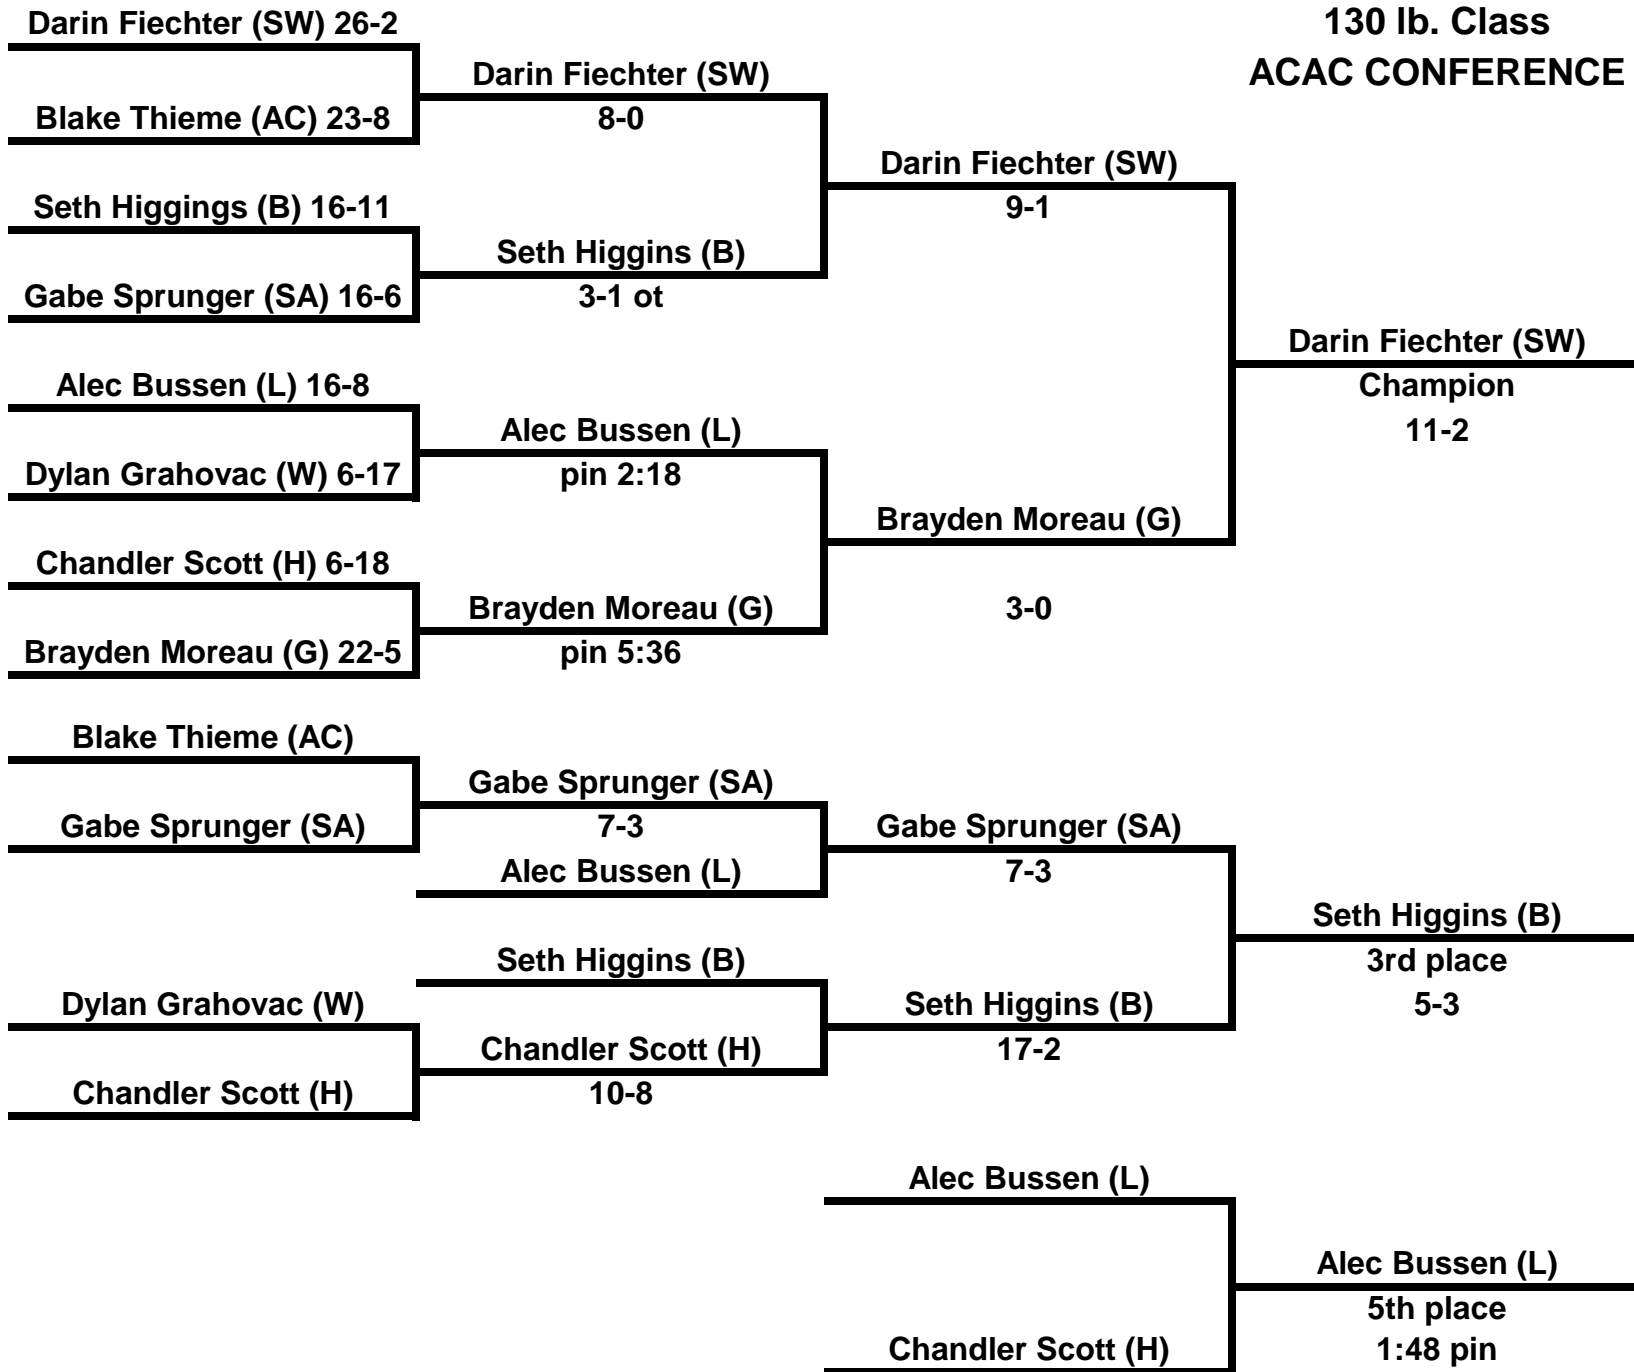 Darin Fiechter (SW) 26-2
130 lb. Class
Darin Fiechter (SW)
ACAC CONFERENCE
Blake Thieme (AC) 23-8
8-0
Darin Fiechter (SW)
Seth Higgings (B) 16-11
9-1
Seth Higgins (B)
Gabe Sprunger (SA) 16-6
3-1 ot
Darin Fiechter (SW)
Alec Bussen (L) 16-8
Champion
Alec Bussen (L)
11-2
Dylan Grahovac (W) 6-17
pin 2:18
Brayden Moreau (G)
Chandler Scott (H) 6-18
Brayden Moreau (G)
3-0
Brayden Moreau (G) 22-5
pin 5:36
Blake Thieme (AC)
Gabe Sprunger (SA)
Gabe Sprunger (SA)
7-3
Gabe Sprunger (SA)
Alec Bussen (L)
7-3
Seth Higgins (B)
Seth Higgins (B)
3rd place
Dylan Grahovac (W)
Seth Higgins (B)
5-3
Chandler Scott (H)
17-2
Chandler Scott (H)
10-8
Alec Bussen (L)
Alec Bussen (L)
5th place
Chandler Scott (H)
1:48 pin